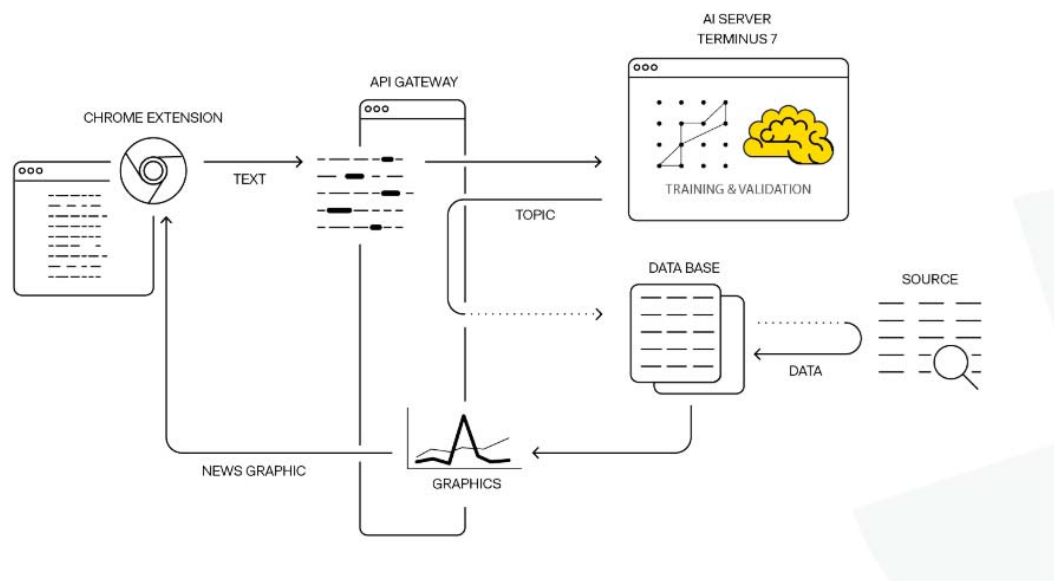 AI SERVER
TERMINUS 7
API GATEWAY
CHROME EXTENSION
TEXT
TRAINING & VALIDATION
TOPIC
DATA BASE
SOURCE
DATA
NEWS GRAPHIC
GRAPHICS